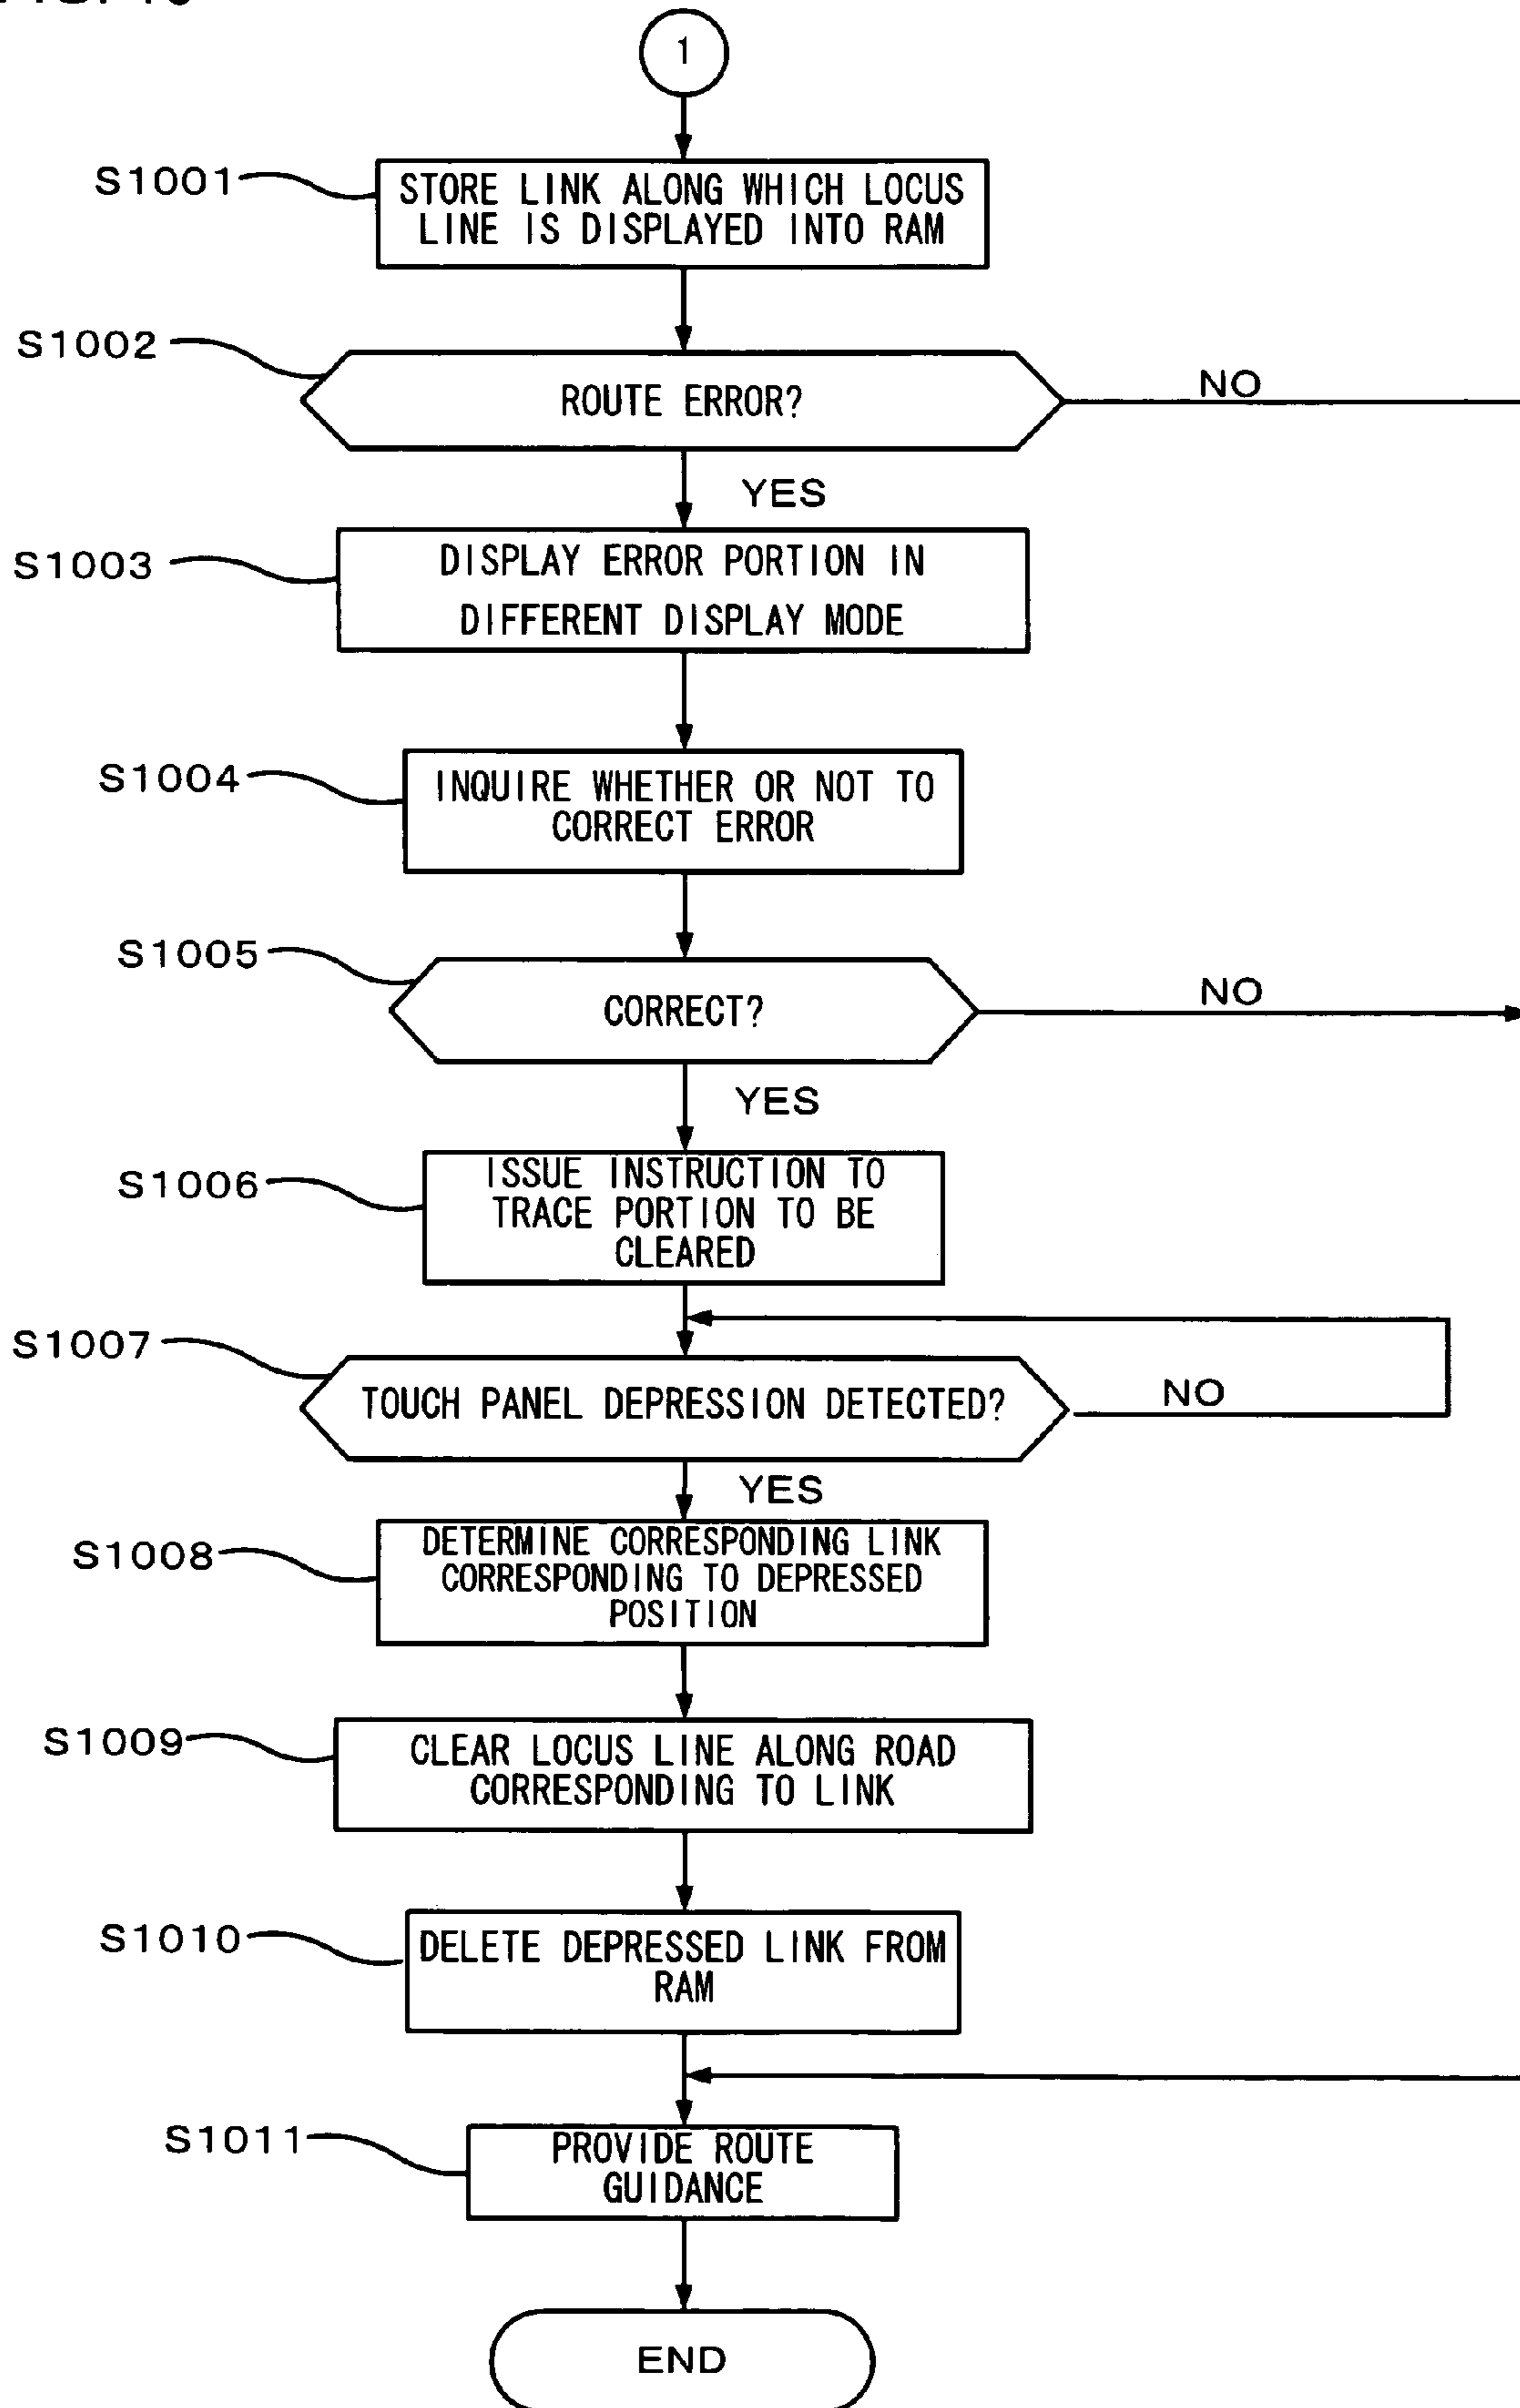 1
S1001
STORE LINK ALONG WHICH LOCUS
LINE IS DISPLAYED INTO RAM
S1002
ROUTE ERROR?
NO
YES
S1003
DISPLAY ERROR PORTION IN
DIFFERENT DISPLAY MODE
S1004
INQUIRE WHETHER OR NOT TO
CORRECT ERROR
S1005
CORRECT?
NO
YES
S1006
ISSUE INSTRUCTION TO
TRACE PORTION TO BE
CLEARED
S1007
TOUCH PANEL DEPRESSION DETECTED?
NO
YES
S1008
DETERMINE CORRESPONDING LINK
CORRESPONDING TO DEPRESSED
POSITION
S1009
CLEAR LOCUS LINE ALONG ROAD
CORRESPONDING TO LINK
S1010
DELETE DEPRESSED LINK FROM
RAM
S1011
PROVIDE ROUTE
GUIDANCE
END